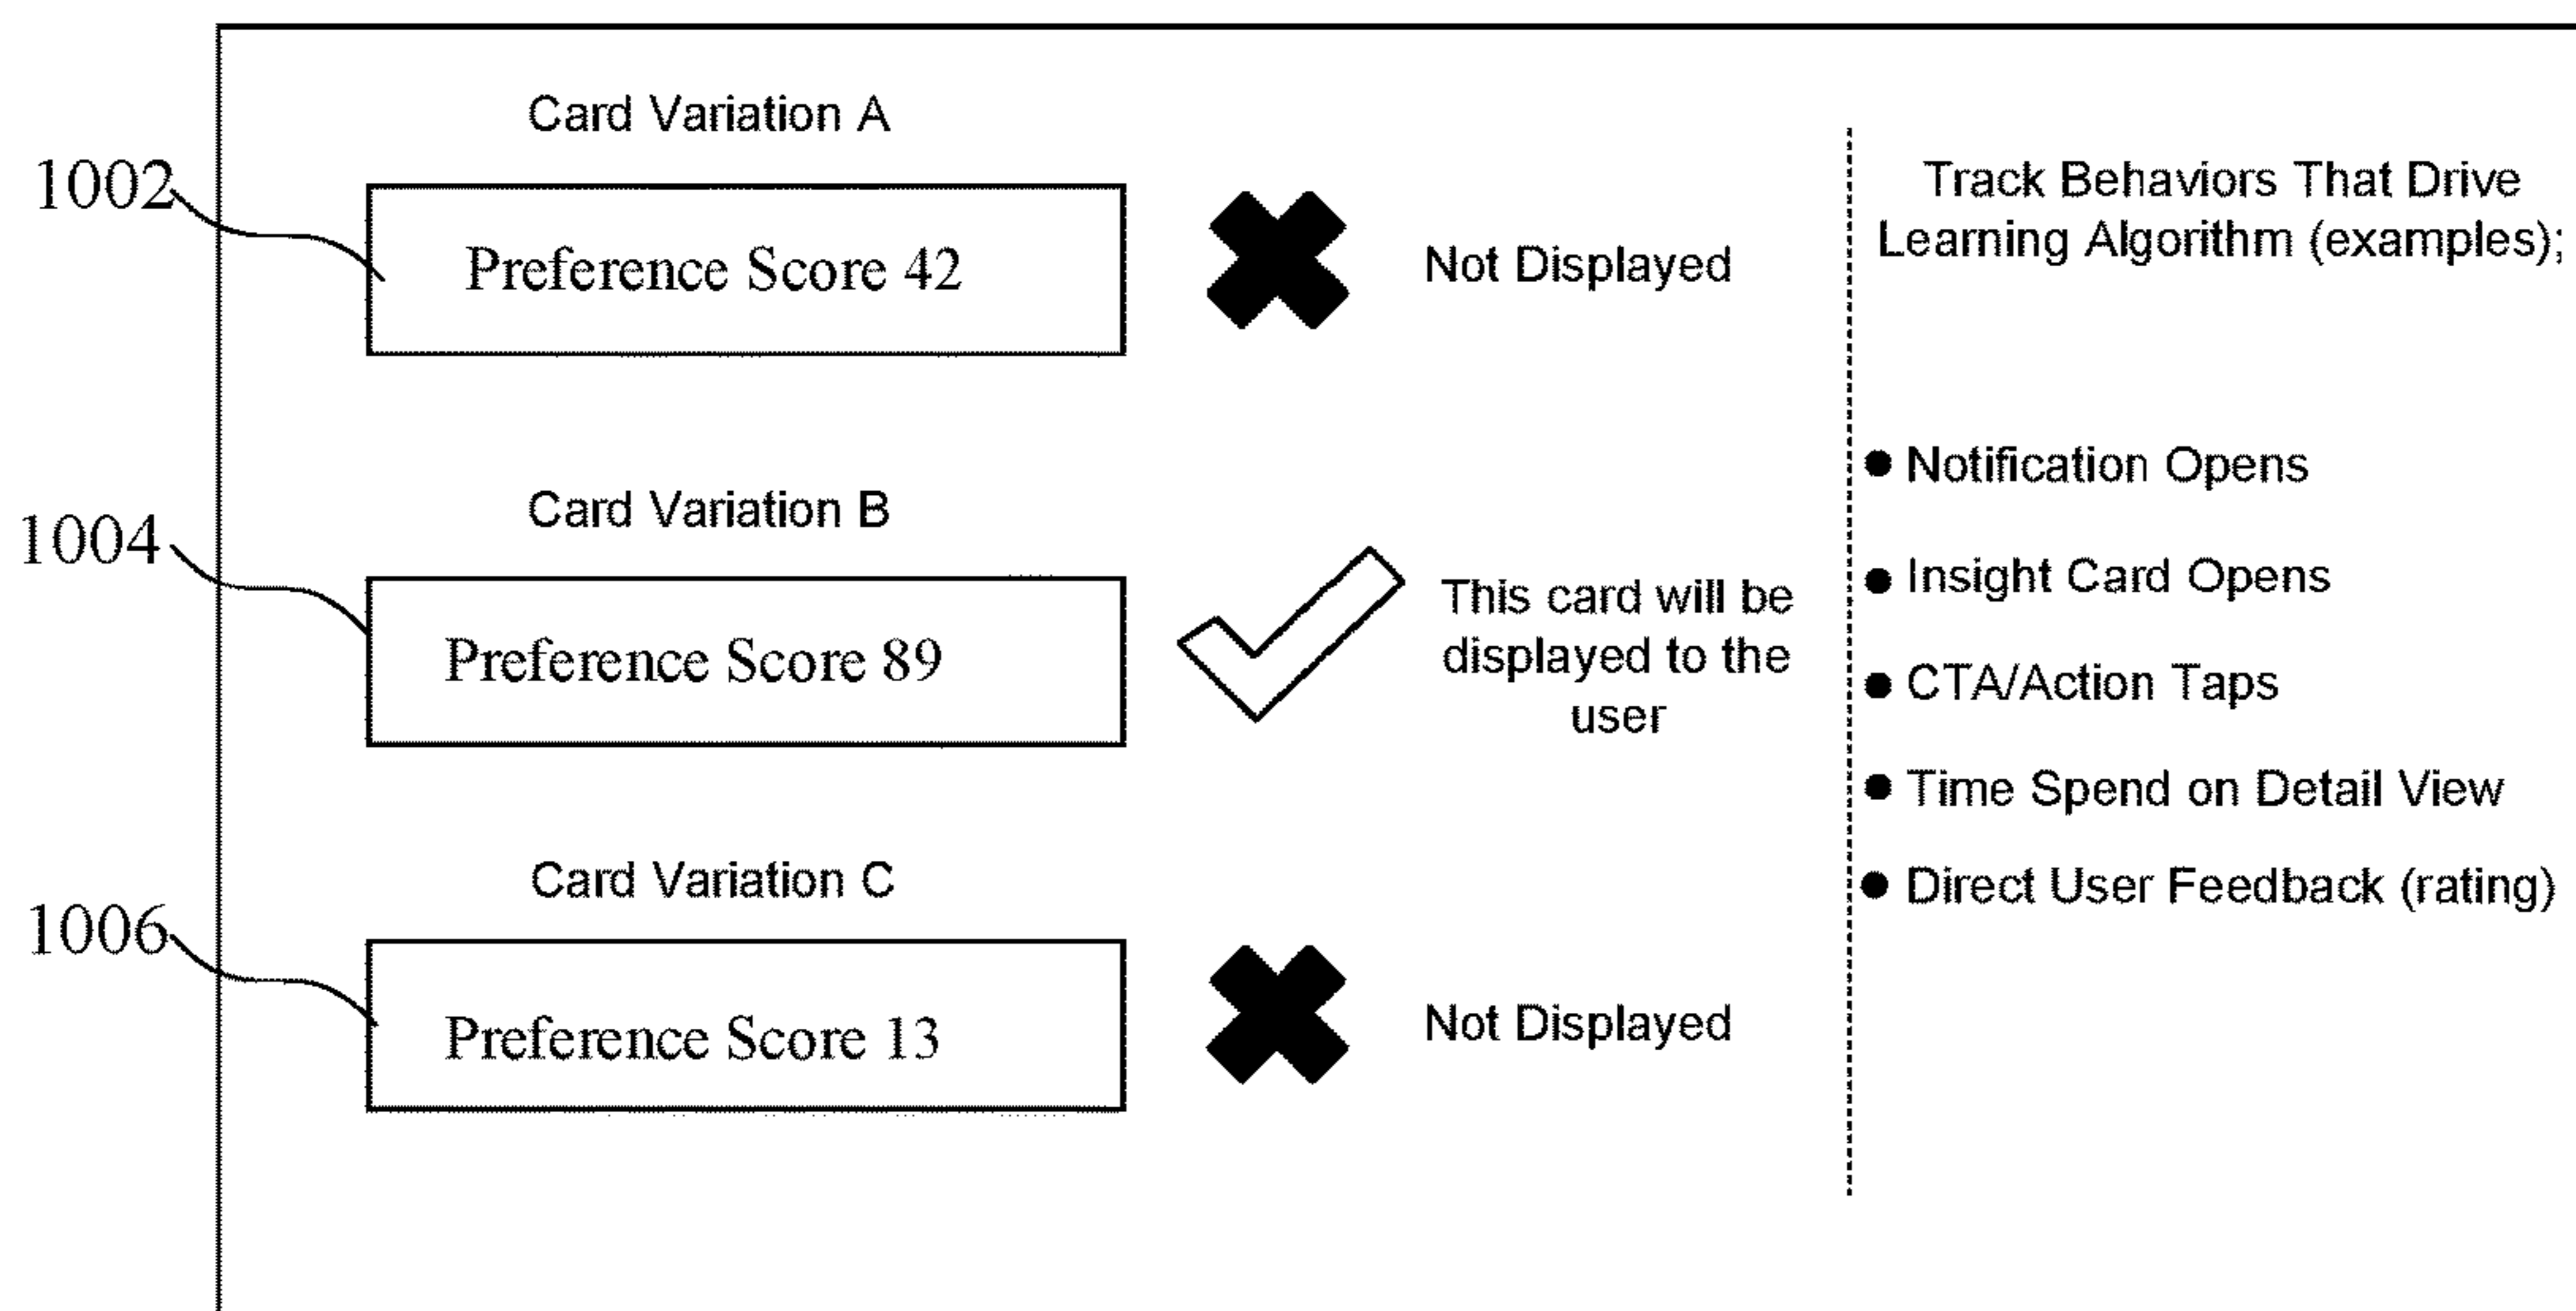 Card Variation A
1002
Preference Score 42
Not Displayed
Card Variation B
1004
Preference Score 89
This card will be
displayed to the
user
Card Variation C
1006
Preference Score 13
Not Displayed
Track Behaviors That Drive
Learning Algorithm (examples);
● Notification Opens
● Insight Card Opens
● CTA/Action Taps
● Time Spend on Detail View
● Direct User Feedback (rating)